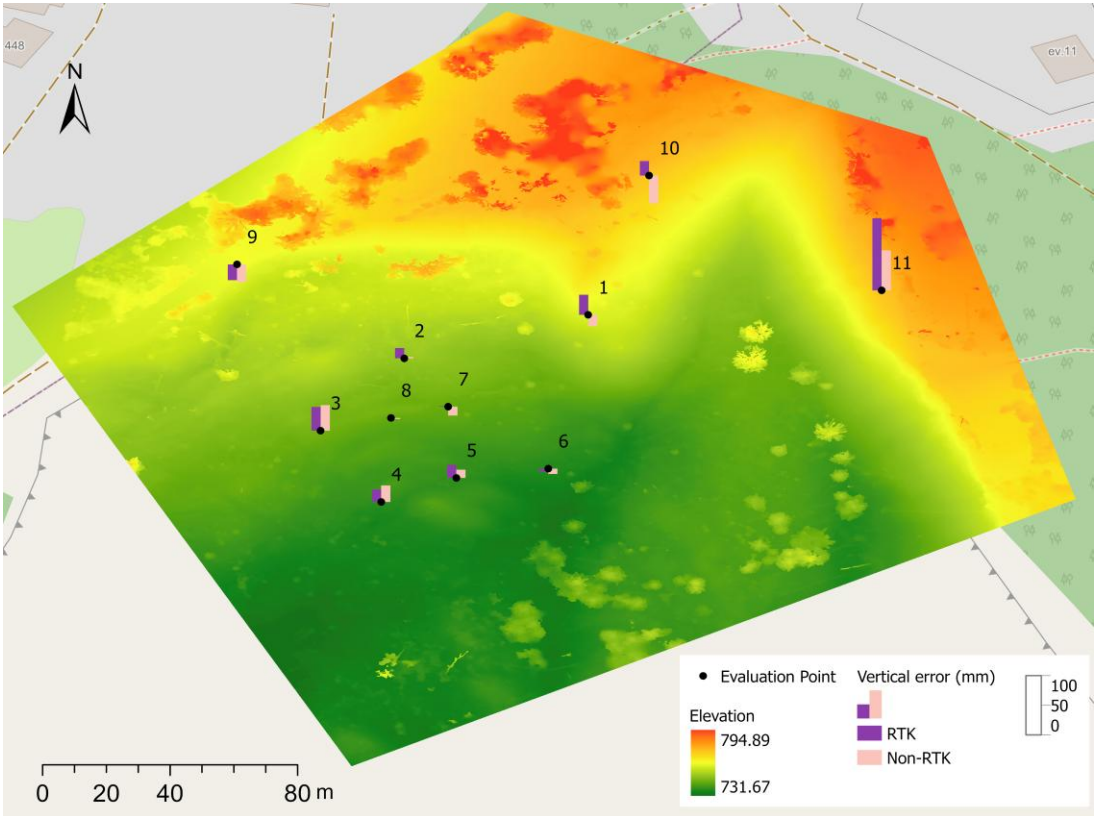 448
ev.11
N
10
9
11
1
2
7
8
3
6
5
4
Evaluation Point
Vertical error (mm)
100
50
0
Elevation
794.89
731.67
RTK
Non-RTK
0 20 40 80 m